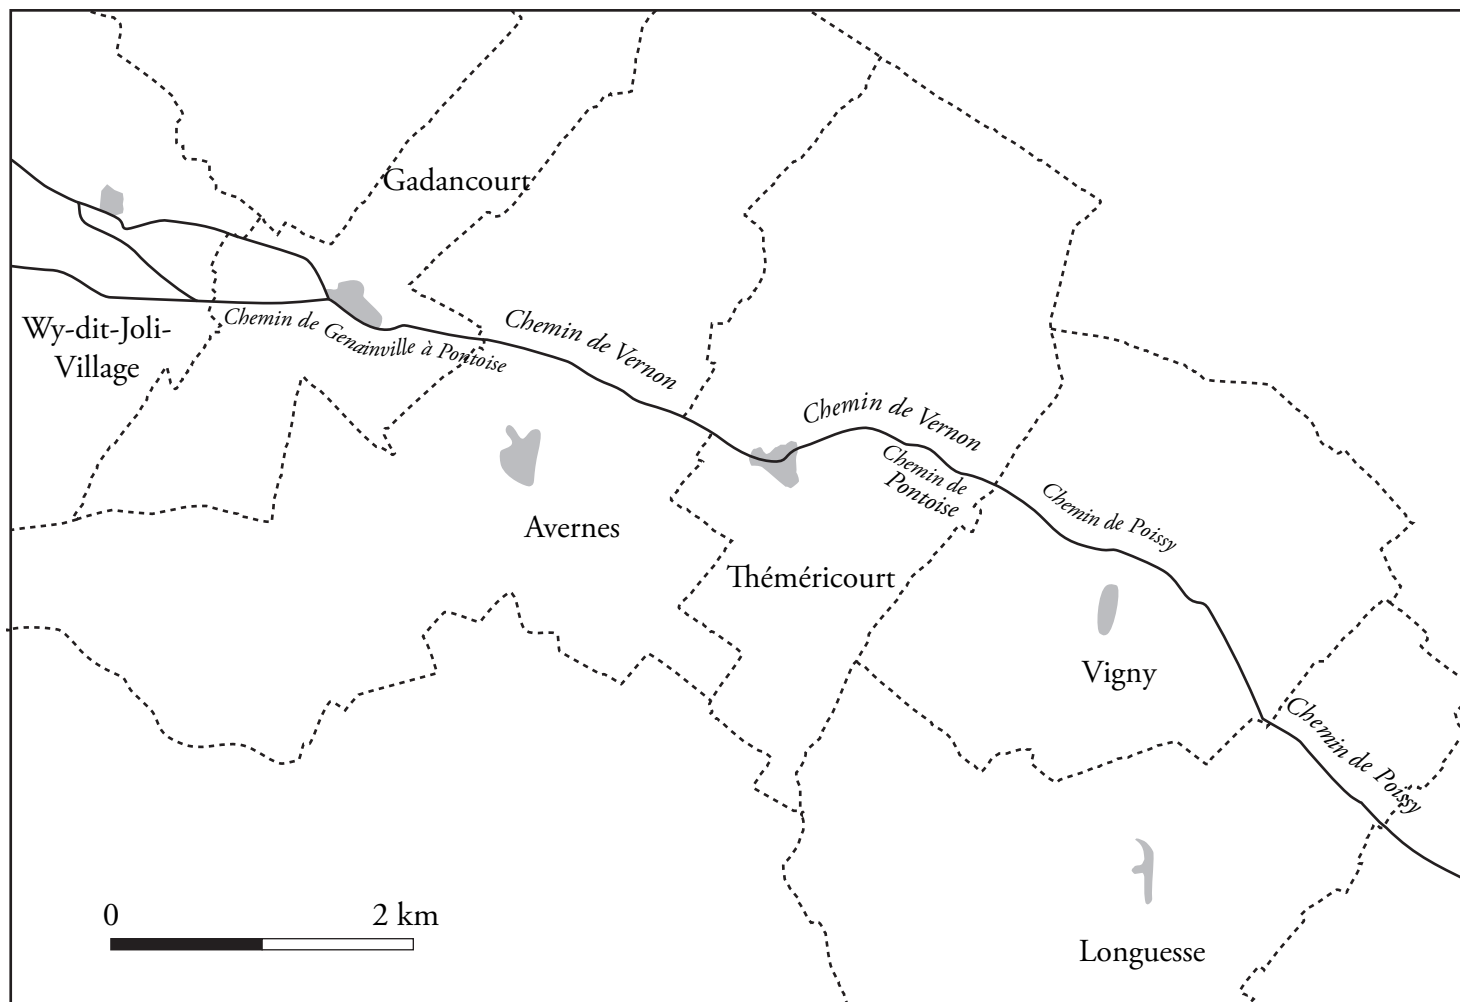 Gadancourt
Wy-dit-Joli-
Village
Chemin de Genainville à Pontoise
Chemin de Vernon
Chemin de Vernon
Chemin de
Pontoise
Chemin de Poissy
Avernes
Théméricourt
Vigny
Chemin de Poissy
0 2 km
Longuesse